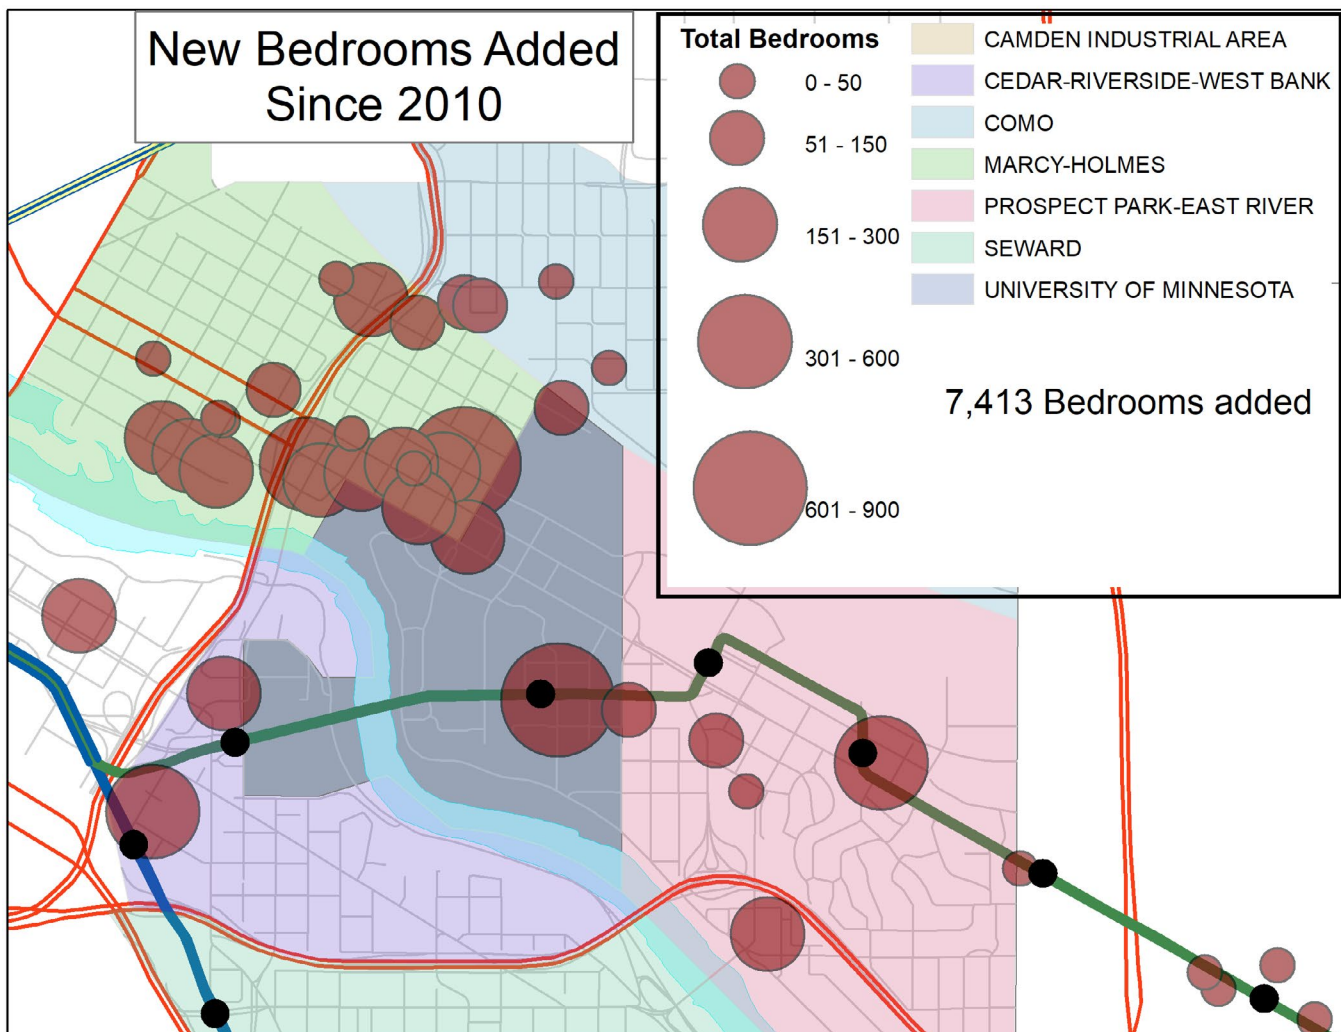 New Bedrooms Added
Since 2010
Total Bedrooms
0 - 50
51 - 150
151 - 300
301 - 600
601 - 900
CAMDEN INDUSTRIAL AREA
CEDAR-RIVERSIDE-WEST BANK
COMO
MARCY-HOLMES
PROSPECT PARK-EAST RIVER
SEWARD
UNIVERSITY OF MINNESOTA
7,413 Bedrooms added